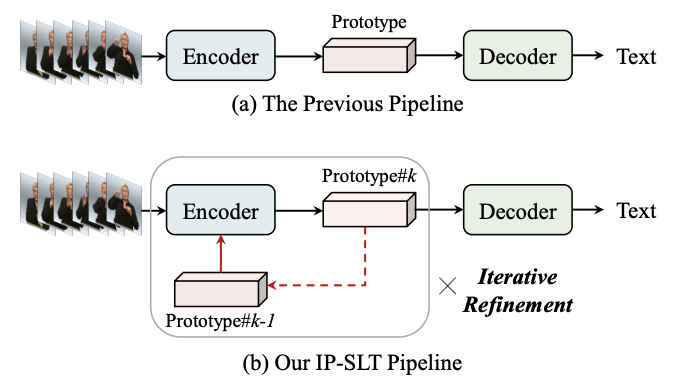 Prototype
Encoder
Decoder
Text
(a) The Previous Pipeline
Prototype#k
Encoder
Decoder
Text
Iterative
Refinement
Prototype#k-1
(b) Our IP-SLT Pipeline